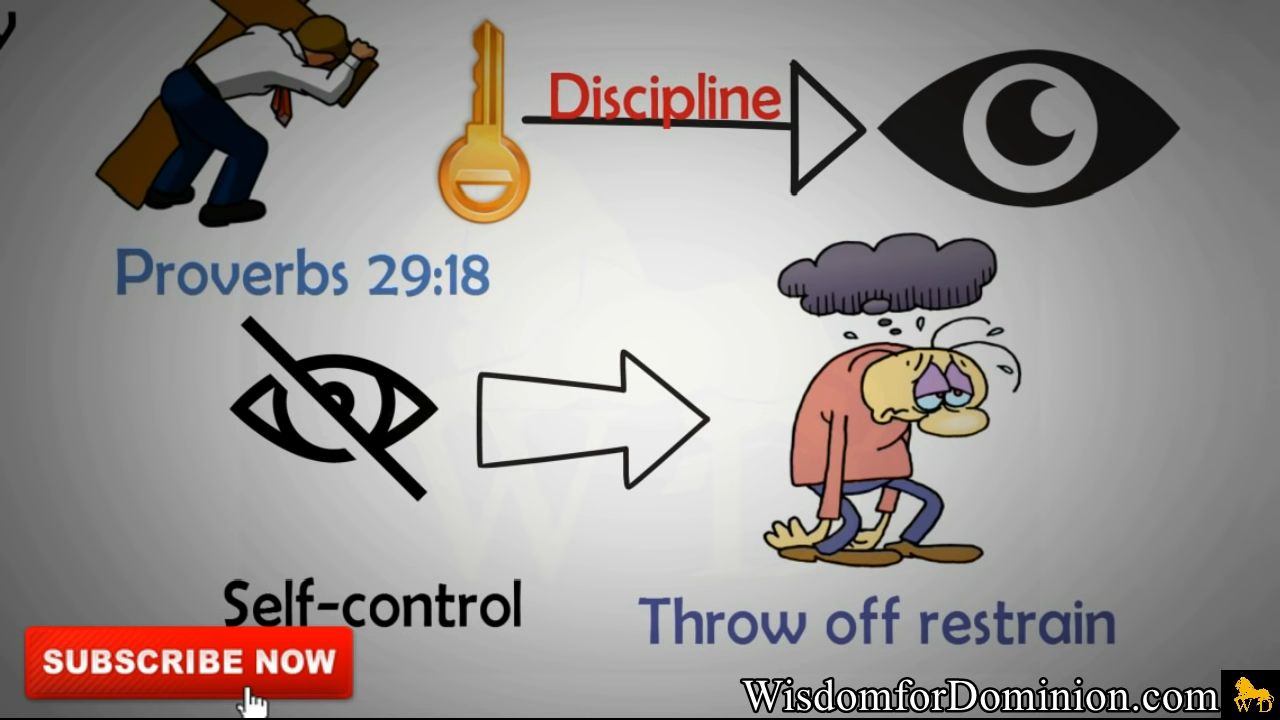 Discipline
Proverbs 29:18
Self-control
Throw off restrain
SUBSCRIBE NOW
WisdomforDominion.com
W D